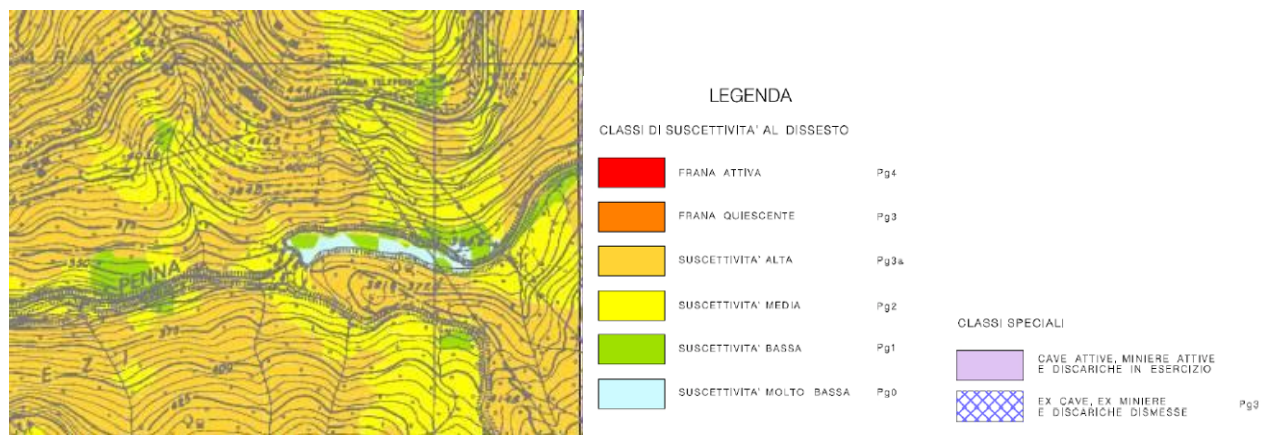 PENNA
LEGENDA
CLASSI DI SUSCETTIVITA' AL DISSESTO
FRANA ATTIVA Pg4
FRANA QUIESCENTE Pg3
SUSCETTIVITA' ALTA Pg3a
SUSCETTIVITA' MEDIA Pg2
SUSCETTIVITA' BASSA Pg1
SUSCETTIVITA' MOLTO BASSA Pg0
CLASSI SPECIALI
CAVE ATTIVE, MINIERE ATTIVE
E DISCARICHE IN ESERCIZIO
EX CAVE, EX MINIERE
E DISCARICHE DISMESSE Pg3